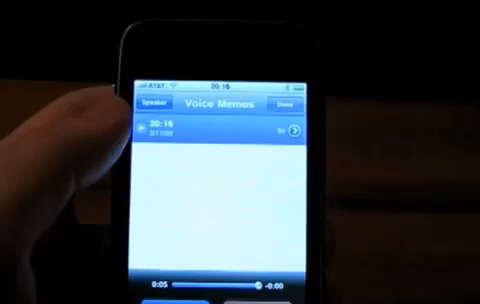 AT&T 20:16
Speaker Voice Memos Done
20:16
3/17/09
0:05 -0:00